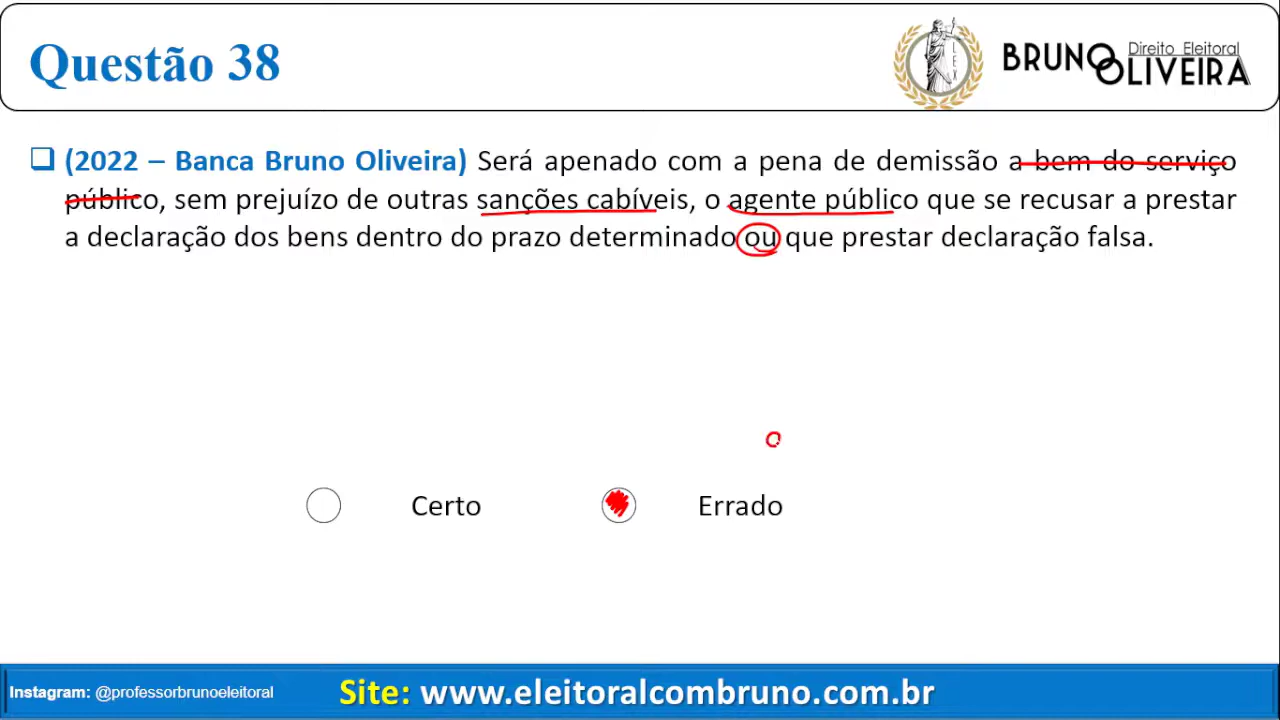 Questão 38
LEX
BRUNO Direito Eleitoral
OLIVEIRA
(2022 – Banca Bruno Oliveira) Será apenado com a pena de demissão a bem do serviço
público, sem prejuízo de outras sanções cabíveis, o agente público que se recusar a prestar
a declaração dos bens dentro do prazo determinado ou que prestar declaração falsa.
Certo Errado
Instagram: @professorbrunoeleitoral Site: www.eleitoralcombruno.com.br